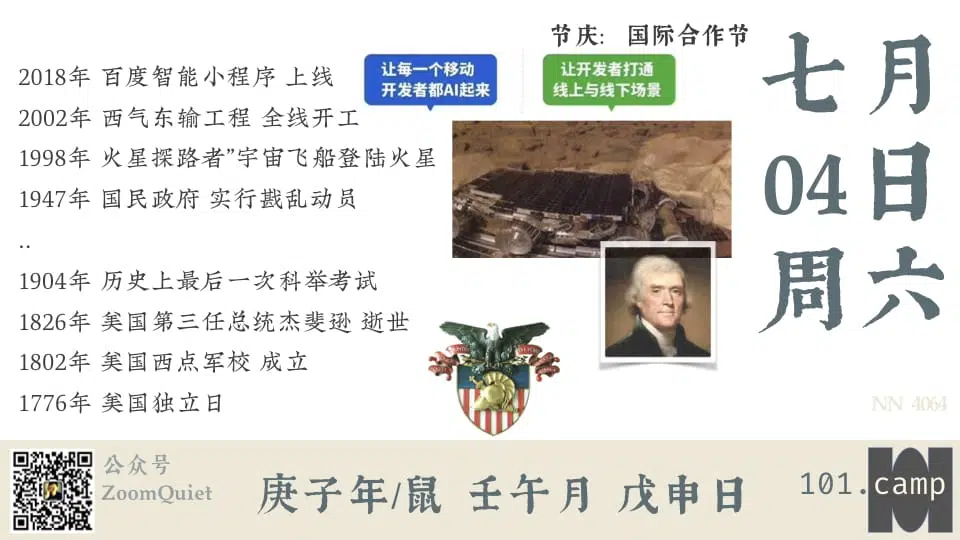 节庆: 国际合作节
让每一个移动
开发者都AI起来
让开发者打通
线上与线下场景
2018年 百度智能小程序 上线
2002年 西气东输工程 全线开工
1998年 火星探路者”宇宙飞船登陆火星
1947年 国民政府 实行戡乱动员
..
1904年 历史上最后一次科举考试
1826年 美国第三任总统杰斐逊 逝世
1802年 美国西点军校 成立
1776年 美国独立日
七月
04日
周六
NN 4064
公众号
ZoomQuiet
庚子年/鼠 壬午月 戊申日
101.camp